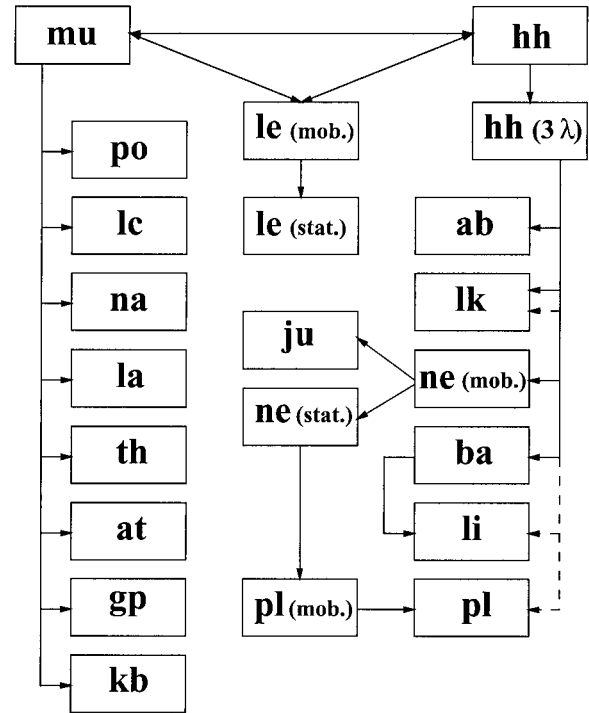 mu
hh
le (mob.)
hh (3 λ)
po
lc
le (stat.)
ab
na
lk
ju
la
ne (mob.)
ne (stat.)
th
ba
at
li
gp
pl (mob.)
pl
kb